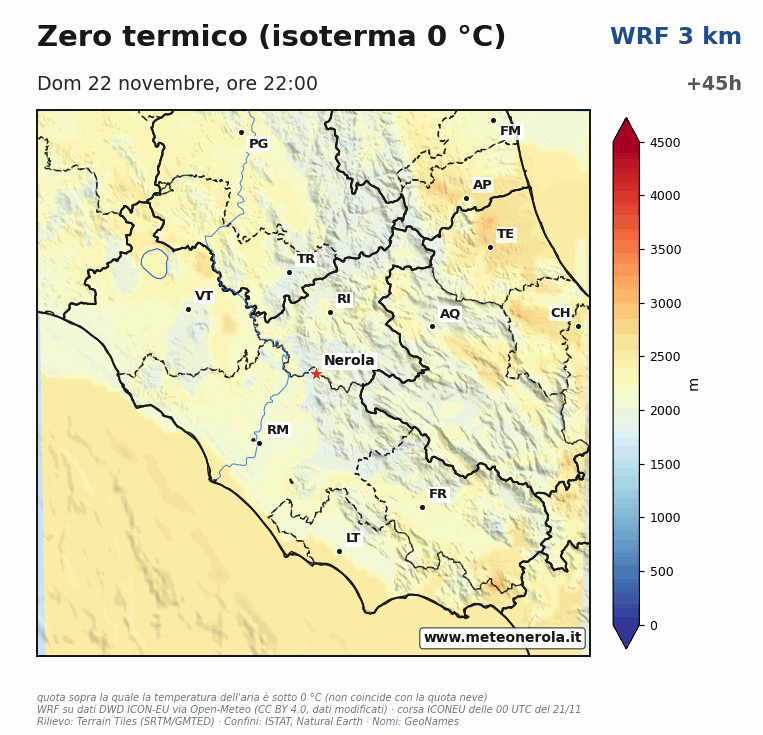 Zero termico (isoterma 0 °C)
WRF 3 km
Dom 22 novembre, ore 22:00
+45h
FM
PG
AP
TE
TR
VT
RI
AQ
CH
Nerola
RM
FR
LT
www.meteonerola.it
4500
4000
3500
3000
2500
2000
1500
1000
500
0
m
quota sopra la quale la temperatura dell'aria è sotto 0 °C (non coincide con la quota neve)
WRF su dati DWD ICON-EU via Open-Meteo (CC BY 4.0, dati modificati) · corsa ICONEU delle 00 UTC del 21/11
Rilievo: Terrain Tiles (SRTM/GMTED) · Confini: ISTAT, Natural Earth · Nomi: GeoNames